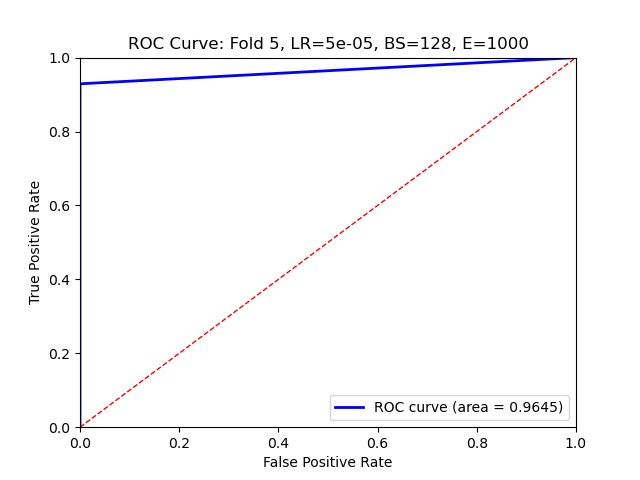 ROC Curve: Fold 5, LR=5e-05, BS=128, E=1000
1.0
0.8
0.6
0.4
0.2
0.0
True Positive Rate
ROC curve (area = 0.9645)
0.0 0.2 0.4 0.6 0.8 1.0
False Positive Rate